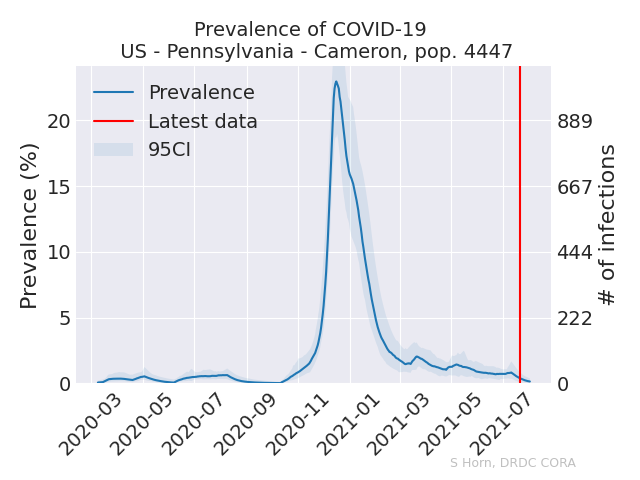 Prevalence of COVID-19
US - Pennsylvania - Cameron, pop. 4447
Prevalence
Latest data
95CI
Prevalence (%)
20
15
10
5
0
889
667
444
222
0
# of infections
2020-03
2020-05
2020-07
2020-09
2020-11
2021-01
2021-03
2021-05
2021-07
S Horn, DRDC CORA